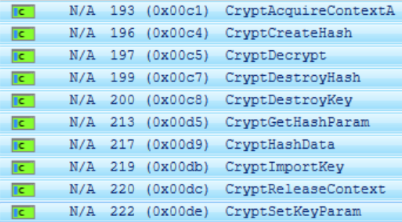 C N/A 193 (0x00c1) CryptAcquireContextA
C N/A 196 (0x00c4) CryptCreateHash
C N/A 197 (0x00c5) CryptDecrypt
C N/A 199 (0x00c7) CryptDestroyHash
C N/A 200 (0x00c8) CryptDestroyKey
C N/A 213 (0x00d5) CryptGetHashParam
C N/A 217 (0x00d9) CryptHashData
C N/A 219 (0x00db) CryptImportKey
C N/A 220 (0x00dc) CryptReleaseContext
C N/A 222 (0x00de) CryptSetKeyParam